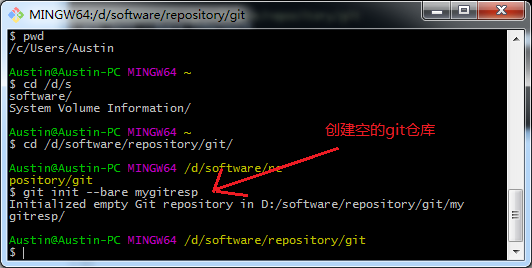 MINGW64:/d/software/repository/git
$ pwd
/c/Users/Austin
Austin@Austin-PC MINGW64 ~
$ cd /d/s
software/
System Volume Information/
Austin@Austin-PC MINGW64 ~
$ cd /d/software/repository/git/
创建空的git仓库
Austin@Austin-PC MINGW64 /d/software/re
pository/git
$ git init --bare mygitresp
Initialized empty Git repository in D:/software/repository/git/my
gitresp/
Austin@Austin-PC MINGW64 /d/software/repository/git
$